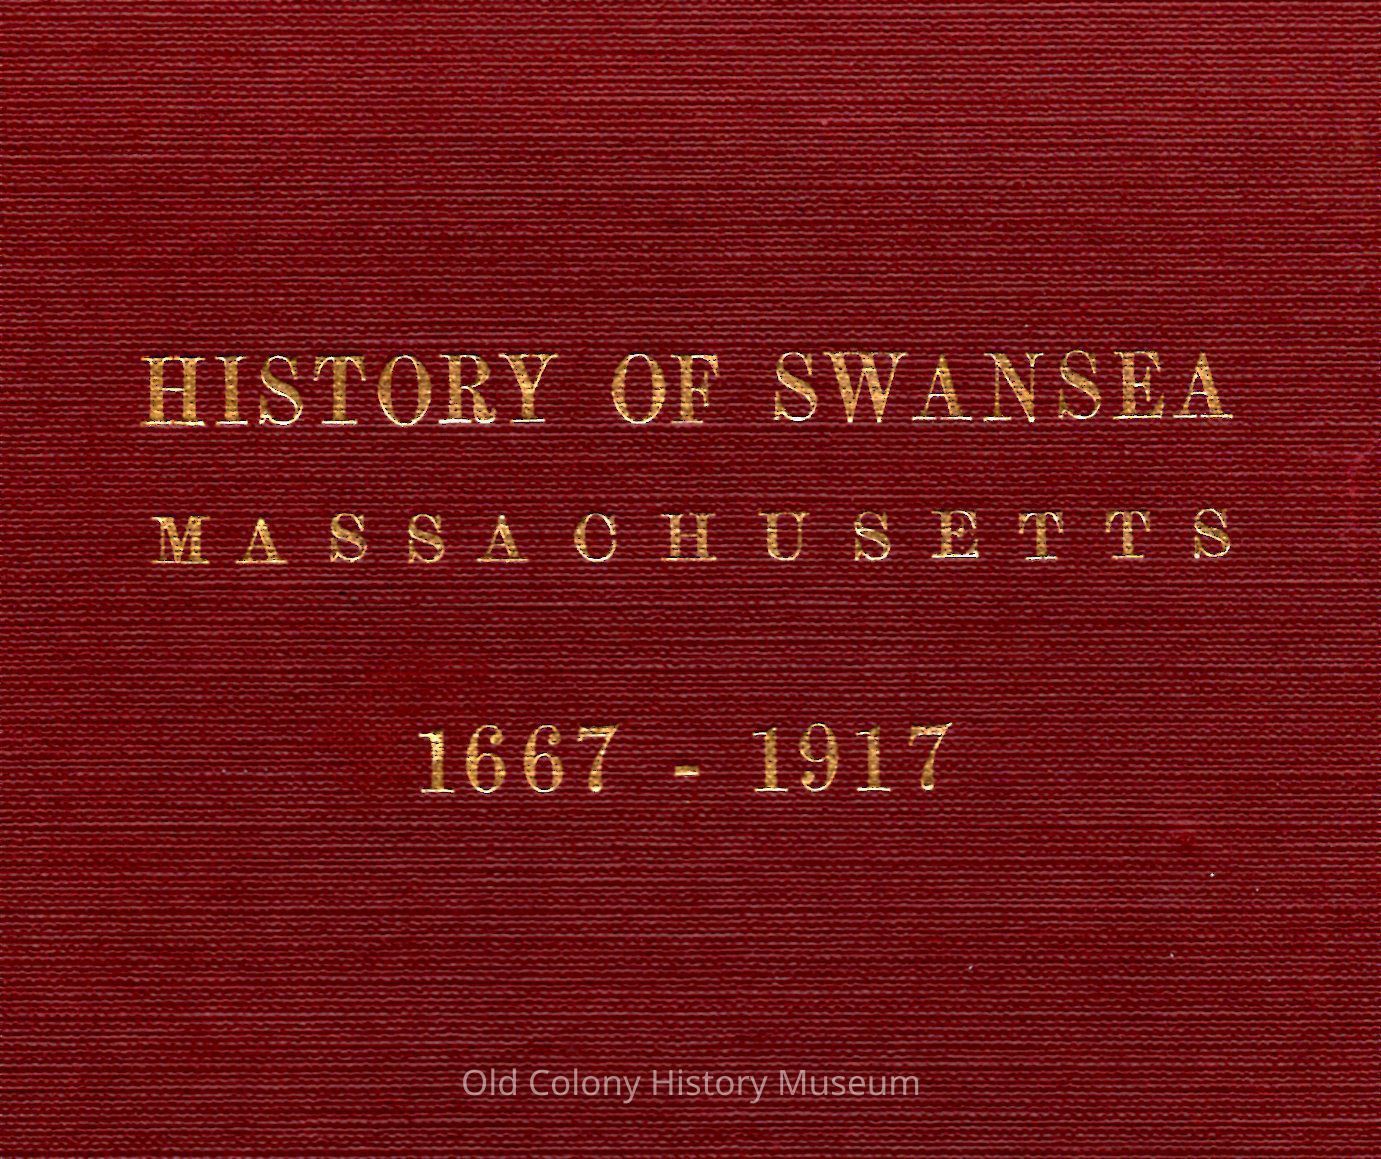 HISTORY OF SWANSEA
MASSACHUSETTS
1667 - 1917
Old Colony History Museum